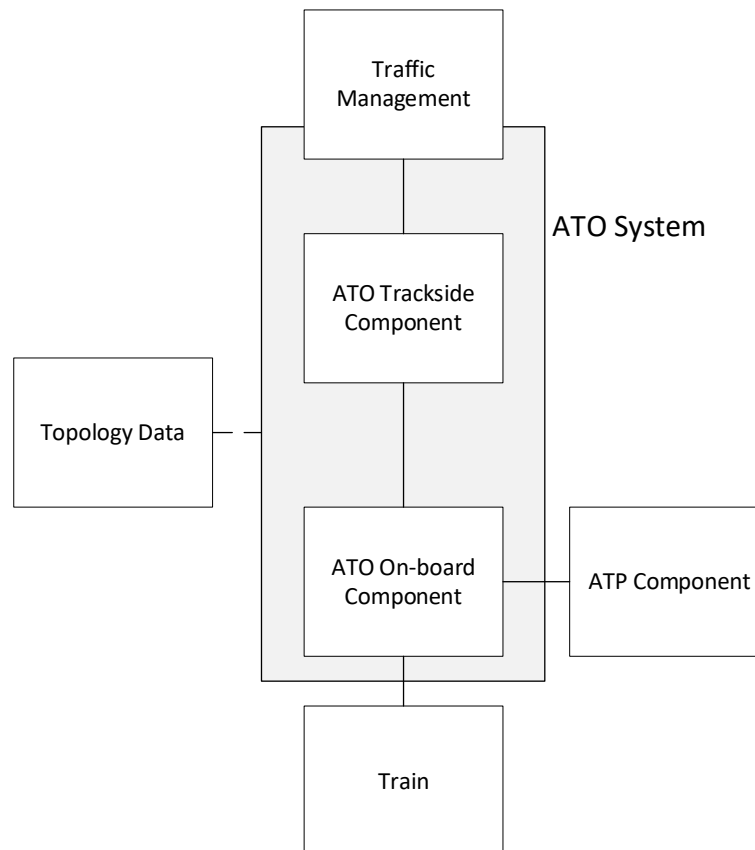 Traffic
Management
ATO System
ATO Trackside
Component
Topology Data
ATO On-board
Component
ATP Component
Train